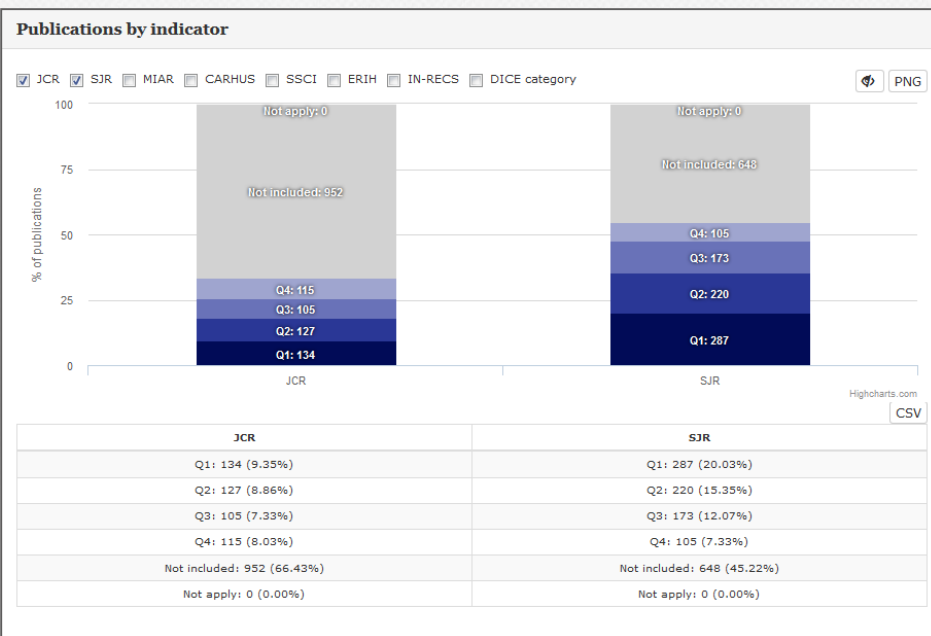 Publications by indicator
JCR SJR MIAR CARHUS SSCI ERIH IN-RECS DICE category
PNG
100
75
50
25
0
% of publications
Not apply: 0
Not included: 952
Q4: 115
Q3: 105
Q2: 127
Q1: 134
JCR
Not apply: 0
Not included: 648
Q4: 105
Q3: 173
Q2: 220
Q1: 287
SJR
Highcharts.com
CSV
JCR SJR
Q1: 134 (9.35%) Q1: 287 (20.03%)
Q2: 127 (8.86%) Q2: 220 (15.35%)
Q3: 105 (7.33%) Q3: 173 (12.07%)
Q4: 115 (8.03%) Q4: 105 (7.33%)
Not included: 952 (66.43%) Not included: 648 (45.22%)
Not apply: 0 (0.00%) Not apply: 0 (0.00%)